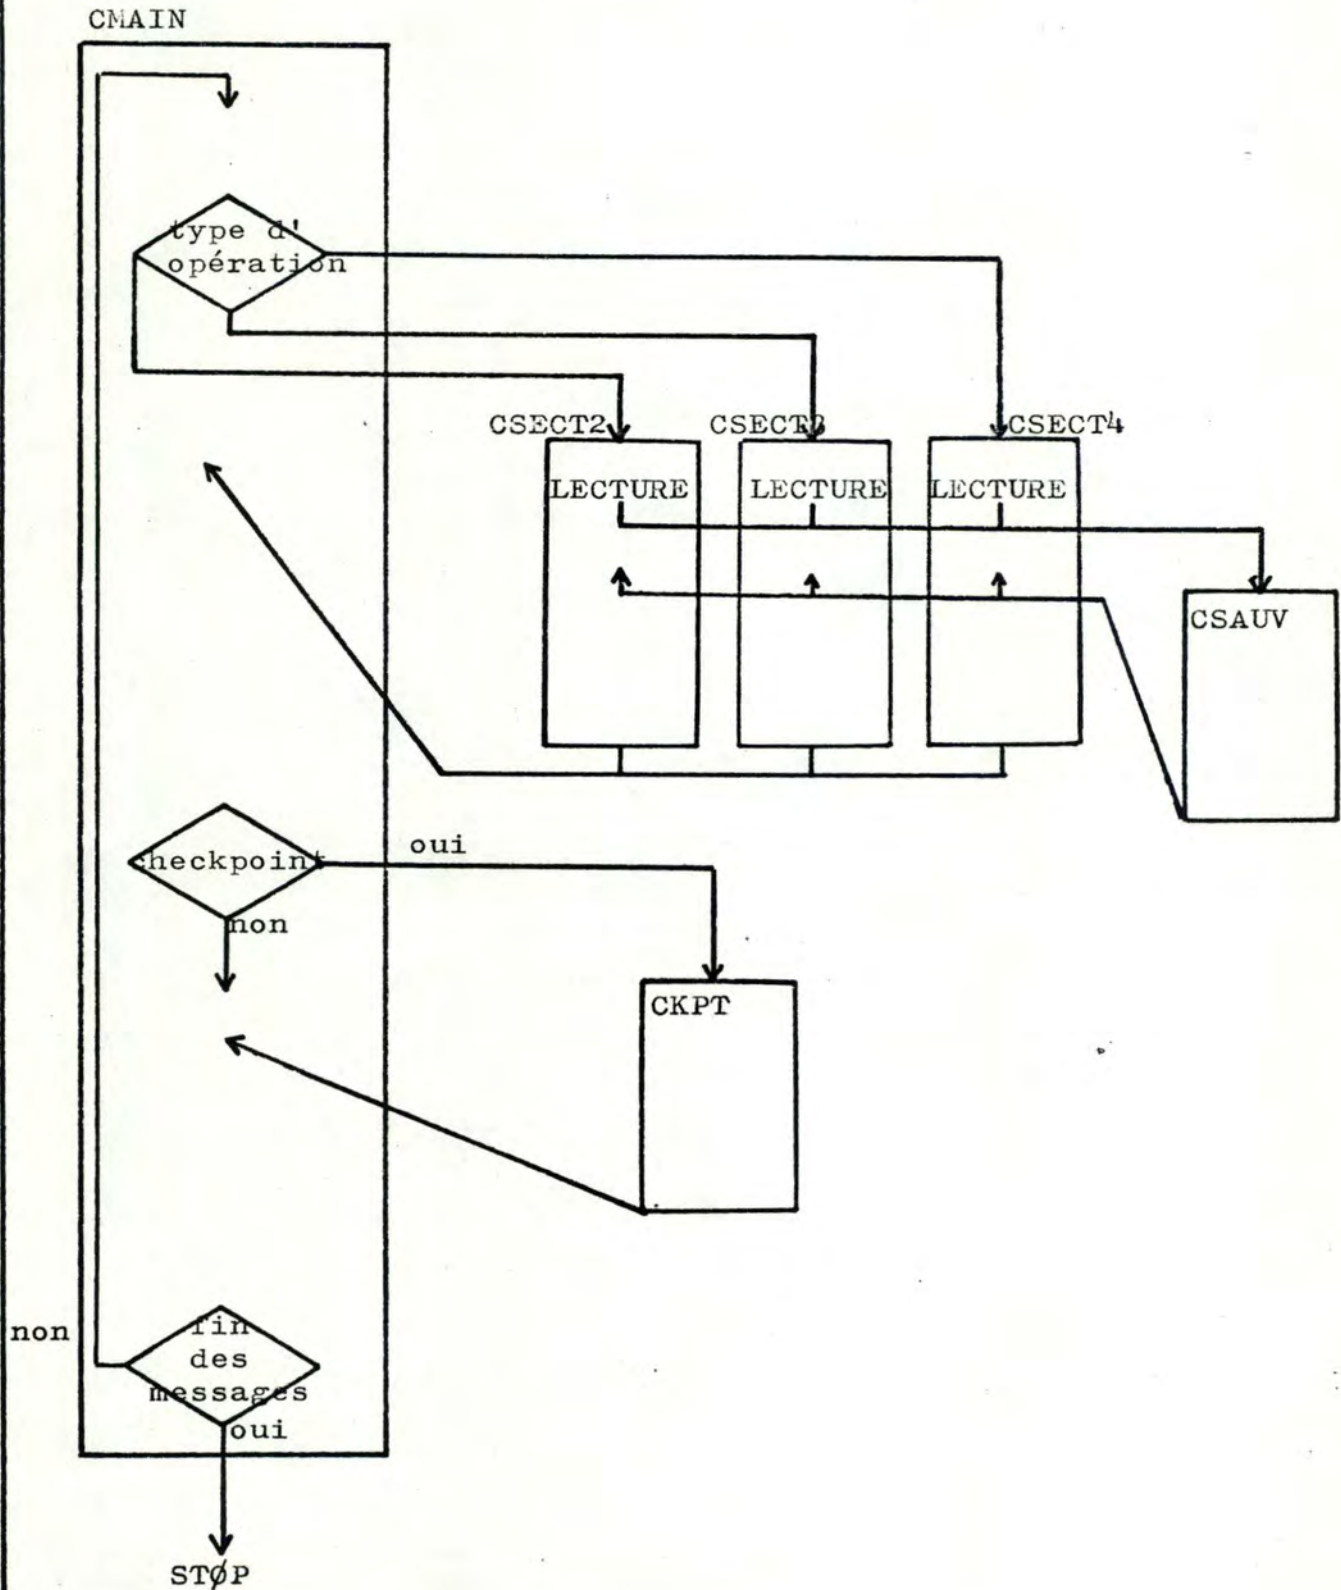 CMAIN
type d'
opération
CSECT2 CSECT3 CSECT4
LECTURE LECTURE LECTURE
CSAUV
checkpoint oui
non
CKPT
non
fin
des
messages
oui
STØP